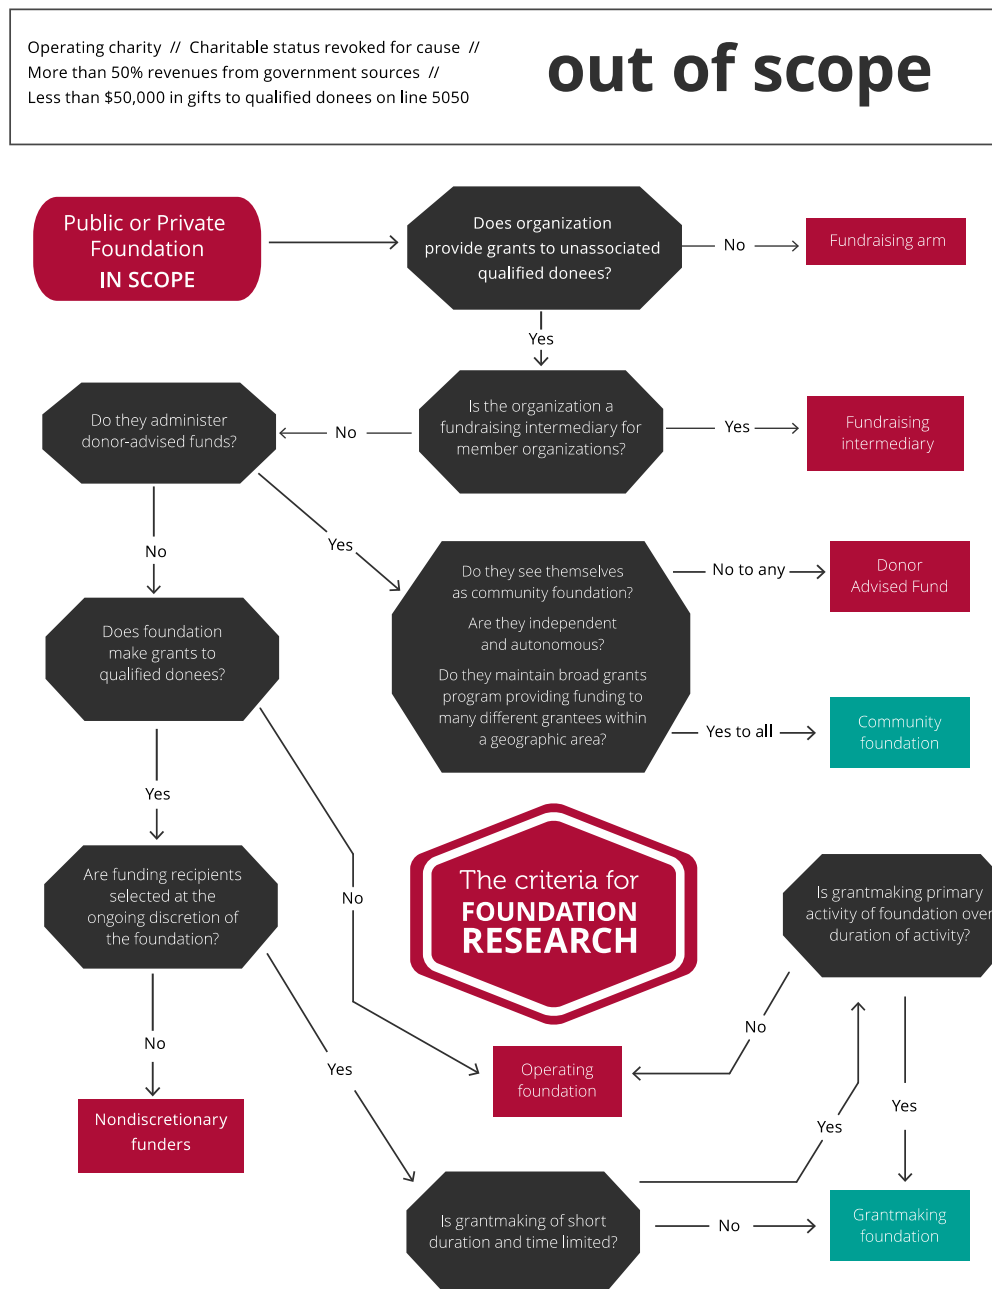 Operating charity // Charitable status revoked for cause //
More than 50% revenues from government sources //
Less than $50,000 in gifts to qualified donees on line 5050
out of scope
Public or Private
Foundation
IN SCOPE
Does organization
provide grants to unassociated
qualified donees?
No
Fundraising arm
Yes
Do they administer
donor-advised funds?
No
Is the organization a
fundraising intermediary for
member organizations?
Yes
Fundraising
intermediary
No
Yes
Do they see themselves
as community foundation?
Are they independent
and autonomous?
Do they maintain broad grants
program providing funding to
many different grantees within
a geographic area?
No to any
Donor
Advised Fund
Does foundation
make grants to
qualified donees?
Yes to all
Community
foundation
Yes
No
Are funding recipients
selected at the
ongoing discretion of
the foundation?
The criteria for
FOUNDATION
RESEARCH
Is grantmaking primary
activity of foundation over
duration of activity?
No
Yes
No
Operating
foundation
Yes
Yes
Nondiscretionary
funders
Is grantmaking of short
duration and time limited?
No
Grantmaking
foundation